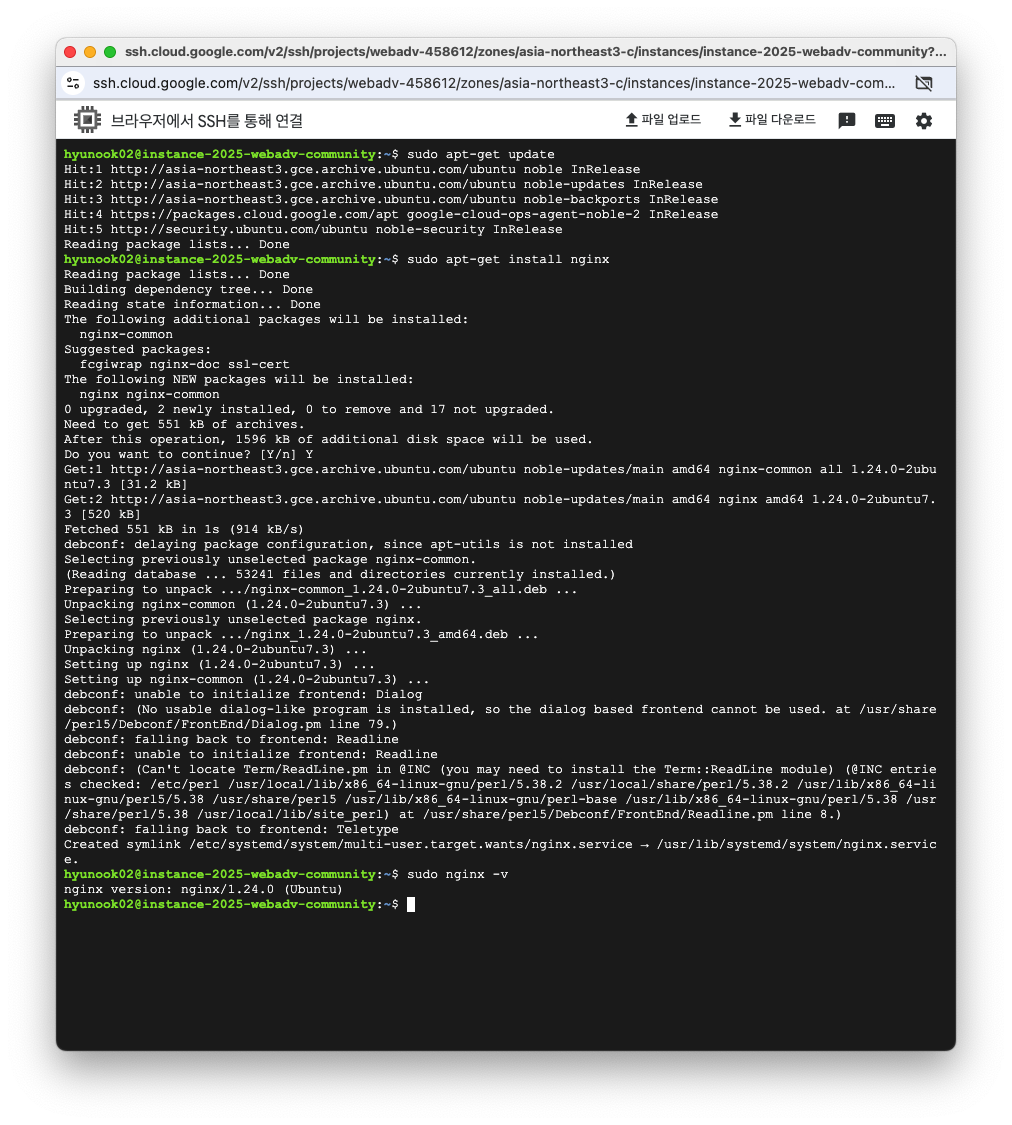 ssh.cloud.google.com/v2/ssh/projects/webadv-458612/zones/asia-northeast3-c/instances/instance-2025-webadv-community?...
ssh.cloud.google.com/v2/ssh/projects/webadv-458612/zones/asia-northeast3-c/instances/instance-2025-webadv-com...
브라우저에서 SSH를 통해 연결 파일 업로드 파일 다운로드
hyunook02@instance-2025-webadv-community:~$ sudo apt-get update
Hit:1 http://asia-northeast3.gce.archive.ubuntu.com/ubuntu noble InRelease
Hit:2 http://asia-northeast3.gce.archive.ubuntu.com/ubuntu noble-updates InRelease
Hit:3 http://asia-northeast3.gce.archive.ubuntu.com/ubuntu noble-backports InRelease
Hit:4 https://packages.cloud.google.com/apt google-cloud-ops-agent-noble-2 InRelease
Hit:5 http://security.ubuntu.com/ubuntu noble-security InRelease
Reading package lists... Done
hyunook02@instance-2025-webadv-community:~$ sudo apt-get install nginx
Reading package lists... Done
Building dependency tree... Done
Reading state information... Done
The following additional packages will be installed:
  nginx-common
Suggested packages:
  fcgiwrap nginx-doc ssl-cert
The following NEW packages will be installed:
  nginx nginx-common
0 upgraded, 2 newly installed, 0 to remove and 17 not upgraded.
Need to get 551 kB of archives.
After this operation, 1596 kB of additional disk space will be used.
Do you want to continue? [Y/n] Y
Get:1 http://asia-northeast3.gce.archive.ubuntu.com/ubuntu noble-updates/main amd64 nginx-common all 1.24.0-2ubu
ntu7.3 [31.2 kB]
Get:2 http://asia-northeast3.gce.archive.ubuntu.com/ubuntu noble-updates/main amd64 nginx amd64 1.24.0-2ubuntu7.
3 [520 kB]
Fetched 551 kB in 1s (914 kB/s)
debconf: delaying package configuration, since apt-utils is not installed
Selecting previously unselected package nginx-common.
(Reading database ... 53241 files and directories currently installed.)
Preparing to unpack .../nginx-common_1.24.0-2ubuntu7.3_all.deb ...
Unpacking nginx-common (1.24.0-2ubuntu7.3) ...
Selecting previously unselected package nginx.
Preparing to unpack .../nginx_1.24.0-2ubuntu7.3_amd64.deb ...
Unpacking nginx (1.24.0-2ubuntu7.3) ...
Setting up nginx (1.24.0-2ubuntu7.3) ...
Setting up nginx-common (1.24.0-2ubuntu7.3) ...
debconf: unable to initialize frontend: Dialog
debconf: (No usable dialog-like program is installed, so the dialog based frontend cannot be used. at /usr/share
/perl5/Debconf/FrontEnd/Dialog.pm line 79.)
debconf: falling back to frontend: Readline
debconf: unable to initialize frontend: Readline
debconf: (Can't locate Term/ReadLine.pm in @INC (you may need to install the Term::ReadLine module) (@INC entrie
s checked: /etc/perl /usr/local/lib/x86_64-linux-gnu/perl/5.38.2 /usr/local/share/perl/5.38.2 /usr/lib/x86_64-li
nux-gnu/perl5/5.38 /usr/share/perl5 /usr/lib/x86_64-linux-gnu/perl-base /usr/lib/x86_64-linux-gnu/perl/5.38 /usr
/share/perl/5.38 /usr/local/lib/site_perl) at /usr/share/perl5/Debconf/FrontEnd/Readline.pm line 8.)
debconf: falling back to frontend: Teletype
Created symlink /etc/systemd/system/multi-user.target.wants/nginx.service → /usr/lib/systemd/system/nginx.servic
e.
hyunook02@instance-2025-webadv-community:~$ sudo nginx -v
nginx version: nginx/1.24.0 (Ubuntu)
hyunook02@instance-2025-webadv-community:~$